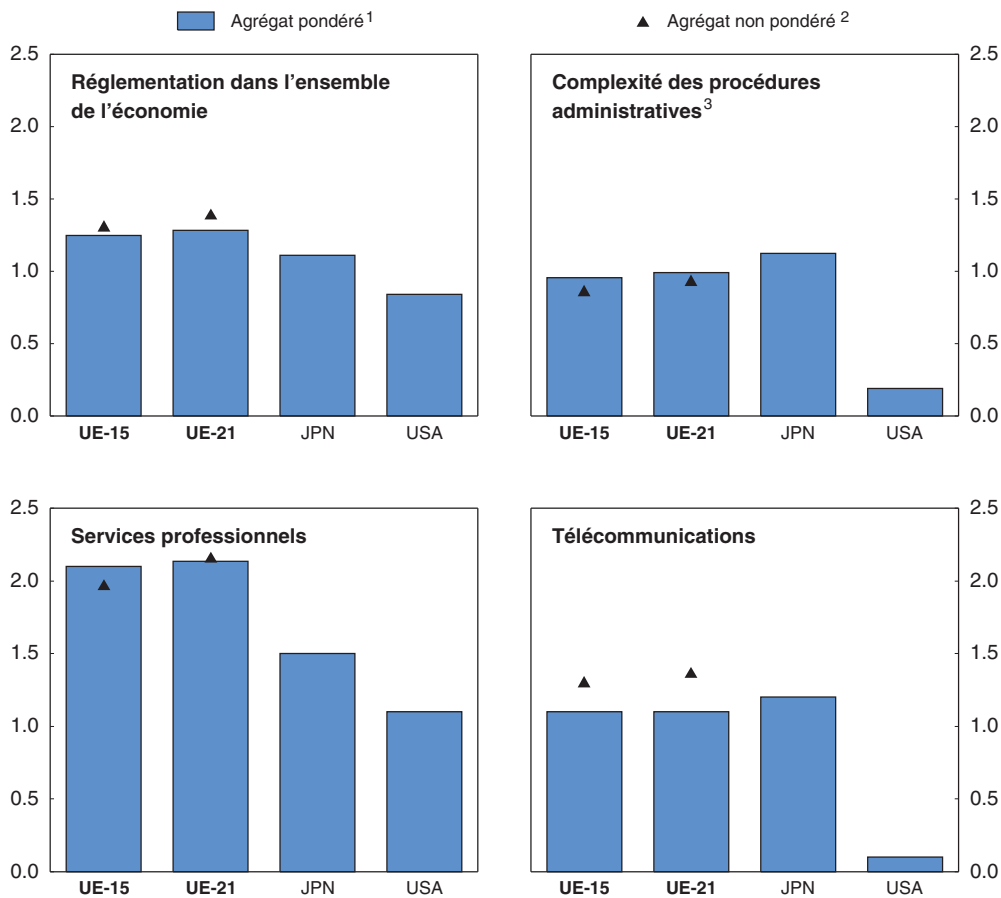 Agrégat pondéré 1
Agrégat non pondéré 2
2.5
Réglementation dans l'ensemble
de l'économie
2.0
1.5
1.0
0.5
0.0
UE-15 UE-21 JPN USA
Complexité des procédures
administratives 3
2.5
2.0
1.5
1.0
0.5
0.0
UE-15 UE-21 JPN USA
2.5
Services professionnels
2.0
1.5
1.0
0.5
0.0
UE-15 UE-21 JPN USA
Télécommunications
2.5
2.0
1.5
1.0
0.5
0.0
UE-15 UE-21 JPN USA